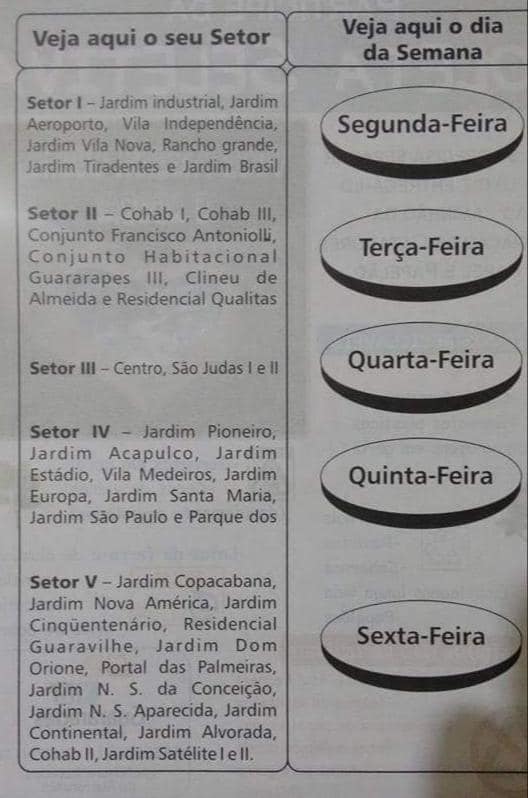 Veja aqui o seu Setor
Veja aqui o dia
da Semana
Setor I – Jardim industrial, Jardim
Aeroporto, Vila Independência,
Jardim Vila Nova, Rancho grande,
Jardim Tiradentes e Jardim Brasil
Segunda-Feira
Setor II – Cohab I, Cohab III,
Conjunto Francisco Antoniolli,
Conjunto Habitacional
Guararapes III, Clineu de
Almeida e Residencial Qualitas
Terça-Feira
Setor III – Centro, São Judas I e II
Quarta-Feira
Setor IV – Jardim Pioneiro,
Jardim Acapulco, Jardim
Estádio, Vila Medeiros, Jardim
Europa, Jardim Santa Maria,
Jardim São Paulo e Parque dos
Quinta-Feira
Setor V – Jardim Copacabana,
Jardim Nova América, Jardim
Cinqüentenário, Residencial
Guaravilhe, Jardim Dom
Orione, Portal das Palmeiras,
Jardim N. S. da Conceição,
Jardim N. S. Aparecida, Jardim
Continental, Jardim Alvorada,
Cohab II, Jardim Satélite I e II.
Sexta-Feira